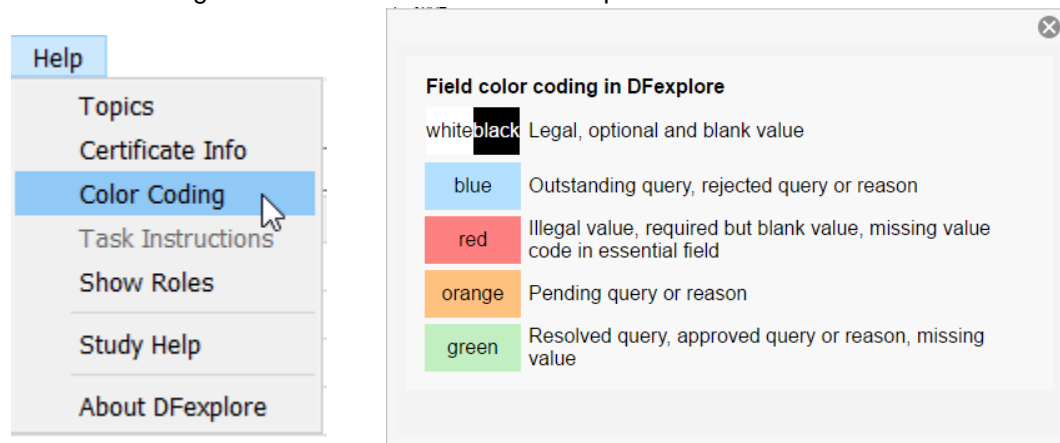 Help
Topics
Certificate Info
Color Coding
Task Instructions
Show Roles
Study Help
About DFexplore
Field color coding in DFexplore
whiteblack Legal, optional and blank value
blue Outstanding query, rejected query or reason
red Illegal value, required but blank value, missing value
code in essential field
orange Pending query or reason
green Resolved query, approved query or reason, missing
value